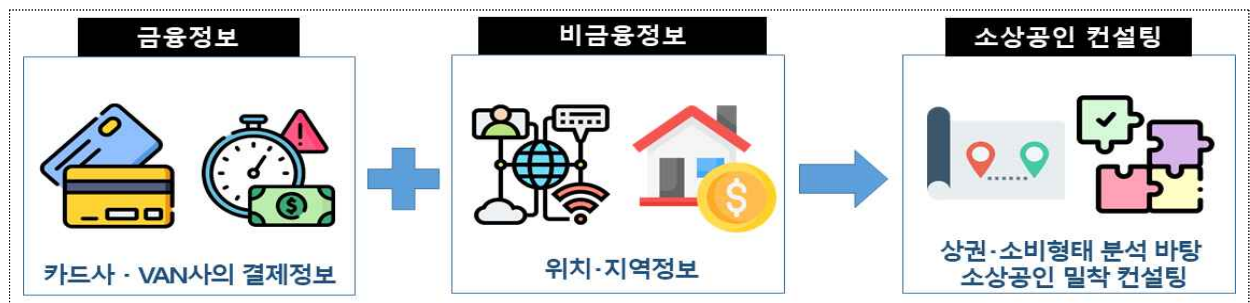 금융정보
카드사 · VAN사의 결제정보
비금융정보
위치·지역정보
소상공인 컨설팅
상권·소비형태 분석 바탕
소상공인 밀착 컨설팅